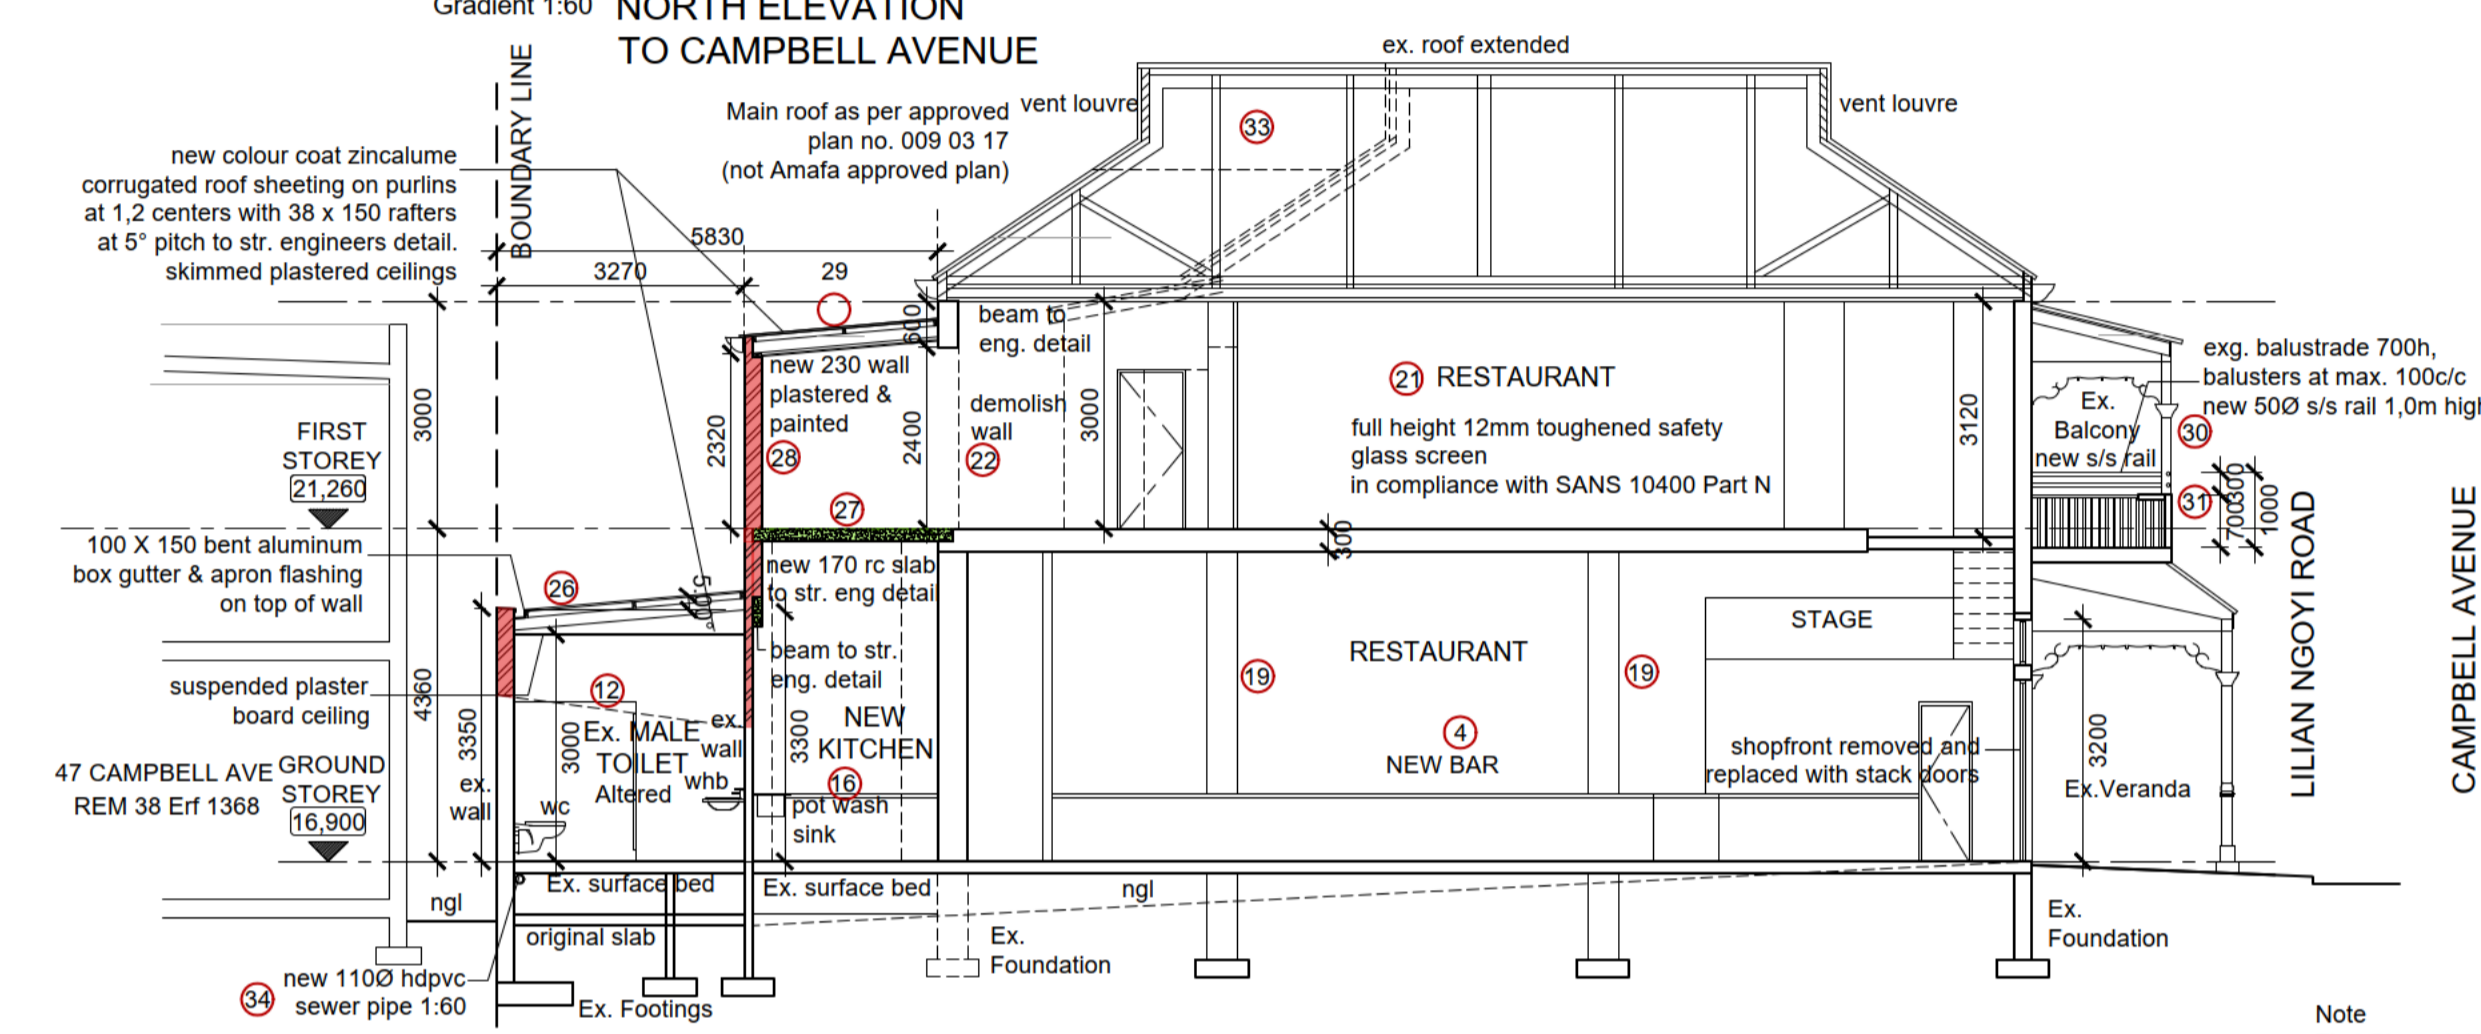 Gradient 1:60
NORTH ELEVATION
TO CAMPBELL AVENUE
BOUNDARY LINE
ex. roof extended
vent louvre
vent louvre
33
Main roof as per approved
plan no. 009 03 17
(not Amafa approved plan)
new colour coat zincalume
corrugated roof sheeting on purlins
at 1,2 centers with 38 x 150 rafters
at 5° pitch to str. engineers detail.
skimmed plastered ceilings
5830
3270
29
600
beam to
eng. detail
new 230 wall
plastered &
painted
28
27
2320
2400
demolish
wall
22
3000
3000
FIRST
STOREY
21,260
21 RESTAURANT
full height 12mm toughened safety
glass screen
in compliance with SANS 10400 Part N
3120
exg. balustrade 700h,
balusters at max. 100c/c
new 50Ø s/s rail 1,0m high
Ex.
Balcony
new s/s rail
30
31
700
300
1000
LILIAN NGOYI ROAD
CAMPBELL AVENUE
100 X 150 bent aluminum
box gutter & apron flashing
on top of wall
26
300
new 170 rc slab
to str. eng detail
beam to str.
eng. detail
suspended plaster
board ceiling
4360
3350
3000
12
Ex. MALE
TOILET
Altered
ex.
wall
whb
wc
ex.
wall
3300
NEW
KITCHEN
16
pot wash
sink
19
RESTAURANT
19
4
NEW BAR
STAGE
shopfront removed and
replaced with stack doors
3200
Ex.Veranda
47 CAMPBELL AVE
REM 38 Erf 1368
GROUND
STOREY
16,900
ngl
Ex. surface bed
Ex. surface bed
ngl
original slab
Ex.
Foundation
Ex.
Foundation
34
new 110Ø hdpvc
sewer pipe 1:60
Ex. Footings
Note